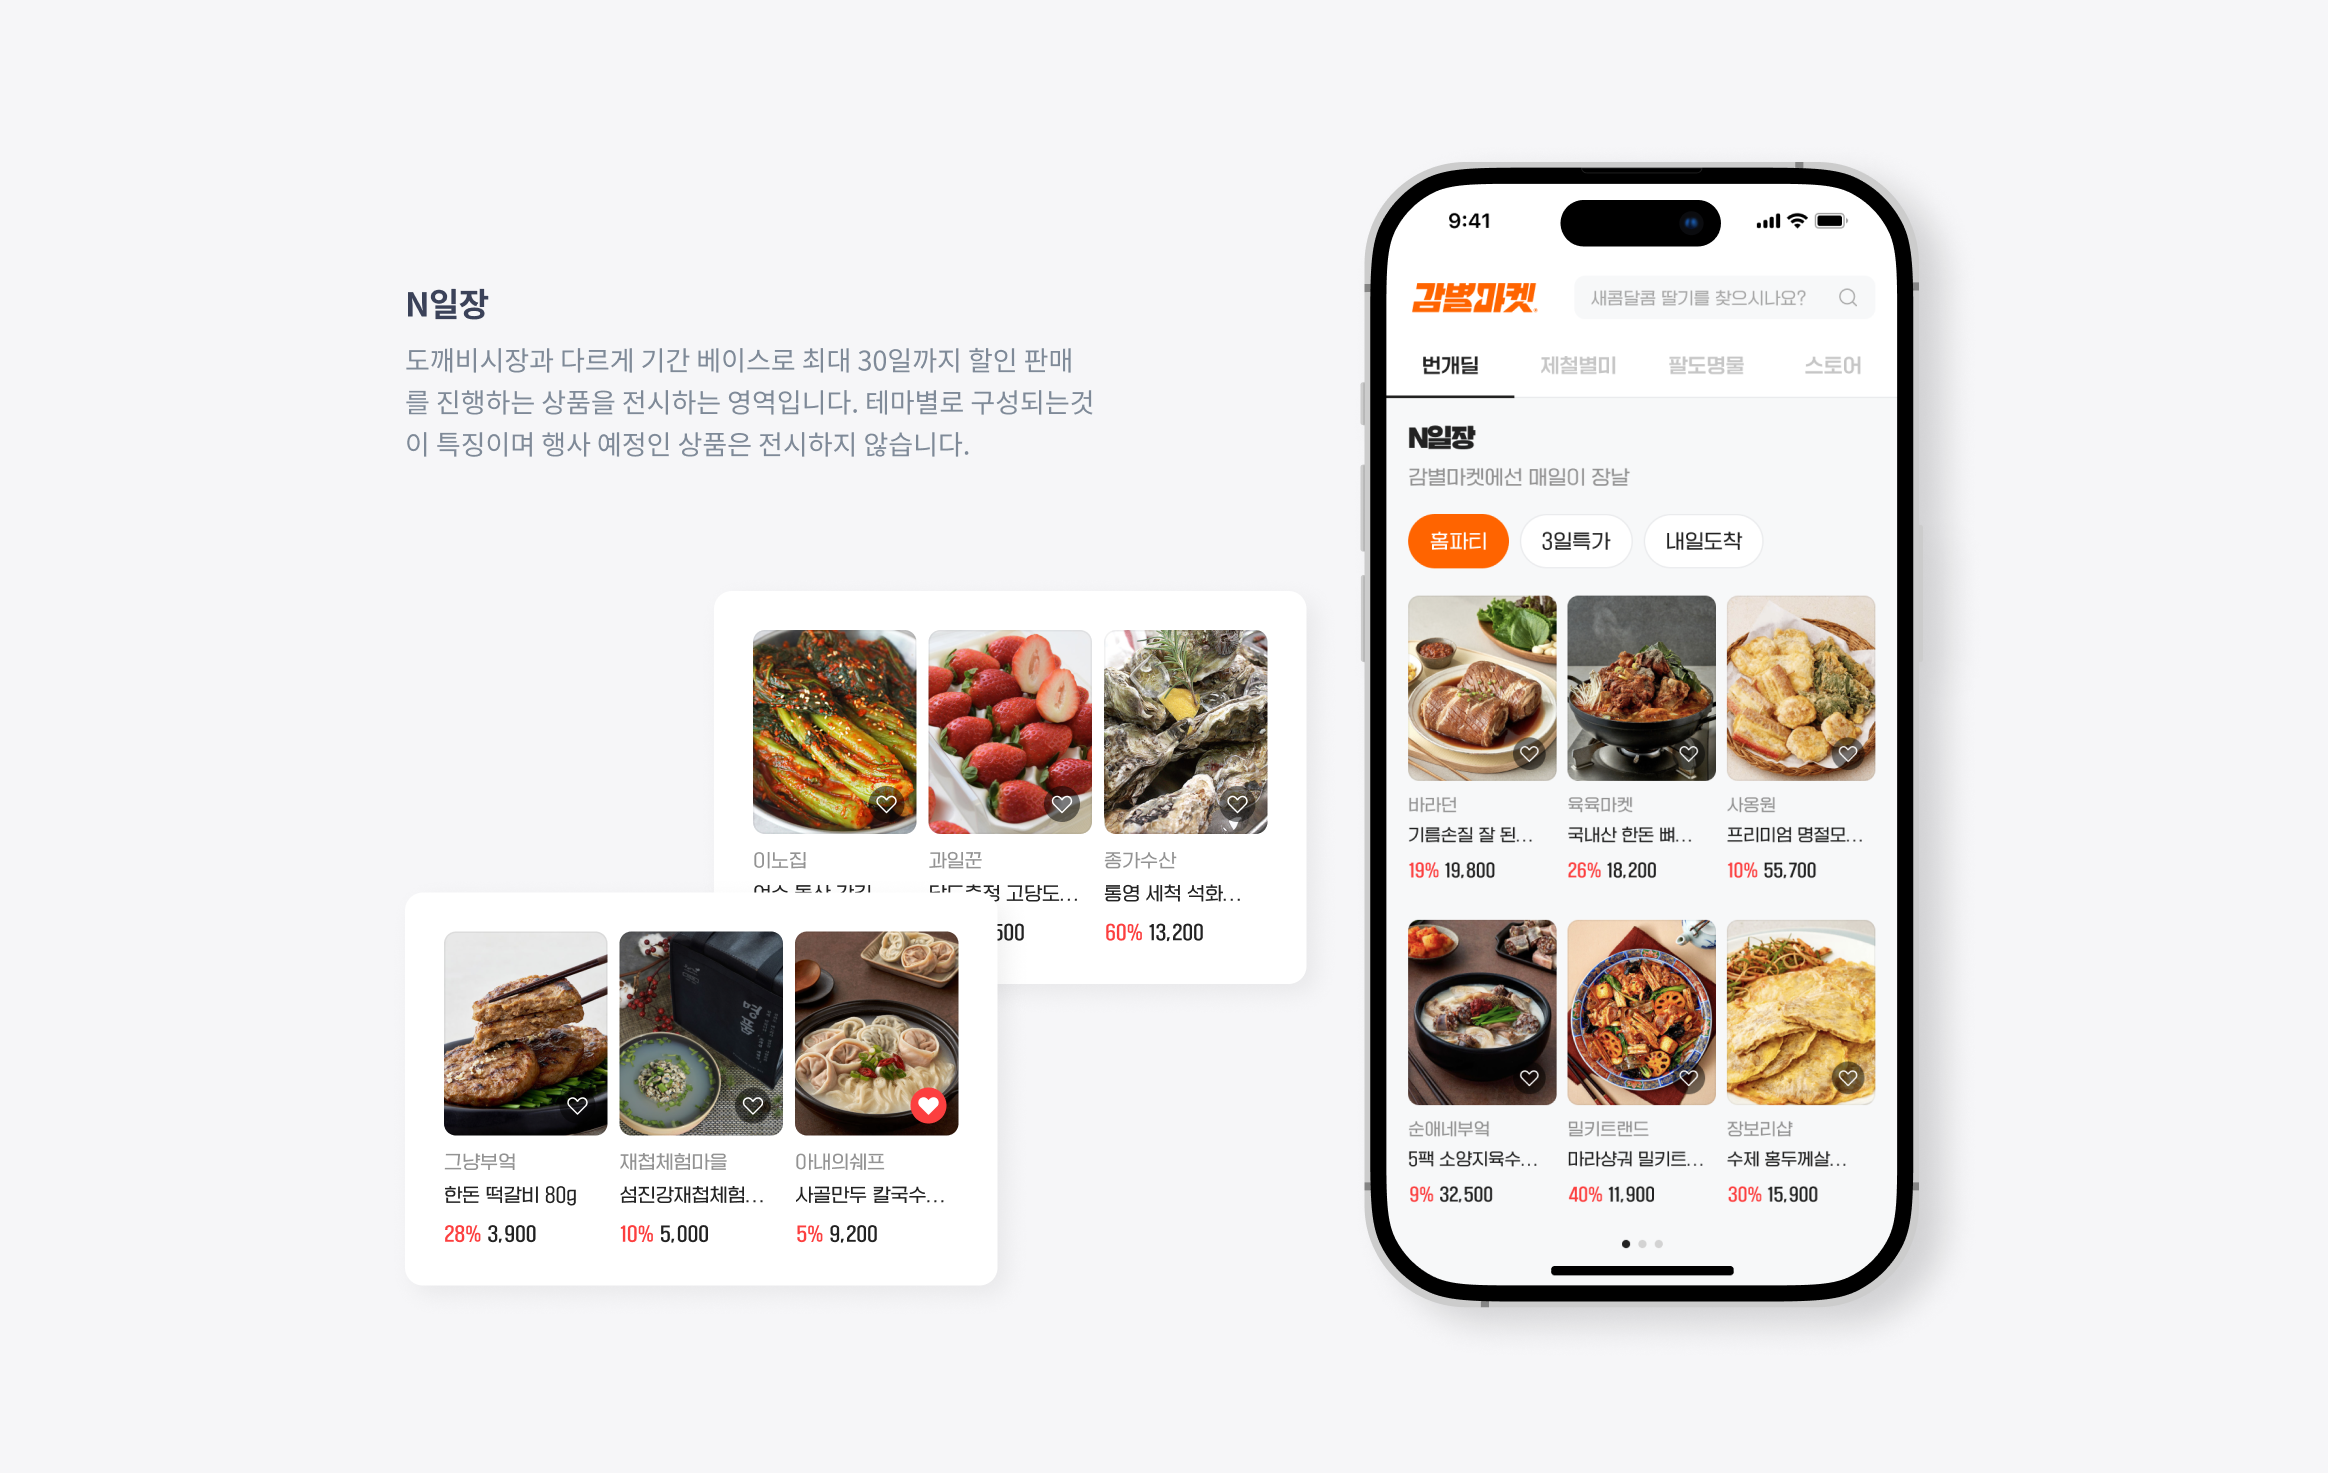 N일장
도깨비시장과 다르게 기간 베이스로 최대 30일까지 할인 판매
를 진행하는 상품을 전시하는 영역입니다. 테마별로 구성되는것
이 특징이며 행사 예정인 상품은 전시하지 않습니다.
이노집
과일꾼
종가수산
고당도...
통영 세척 석화...
500
60% 13,200
그냥부엌
재첩체험마을
아내의쉐프
한돈 떡갈비 80g
섬진강재첩체험...
사골만두 칼국수...
28% 3,900
10% 5,000
5% 9,200
9:41
감별마켓
새콤달콤 딸기를 찾으시나요?
번개딜
제철별미
팔도명물
스토어
N일장
감별마켓에선 매일이 장날
홈파티
3일특가
내일도착
바라던
육육마켓
사옹원
기름손질 잘 된...
국내산 한돈 뼈...
프리미엄 명절모...
19% 19,800
26% 18,200
10% 55,700
순애네부엌
밀키트랜드
장보리샵
5팩 소양지육수...
마라샹궈 밀키트...
수제 홍두께살...
9% 32,500
40% 11,900
30% 15,900